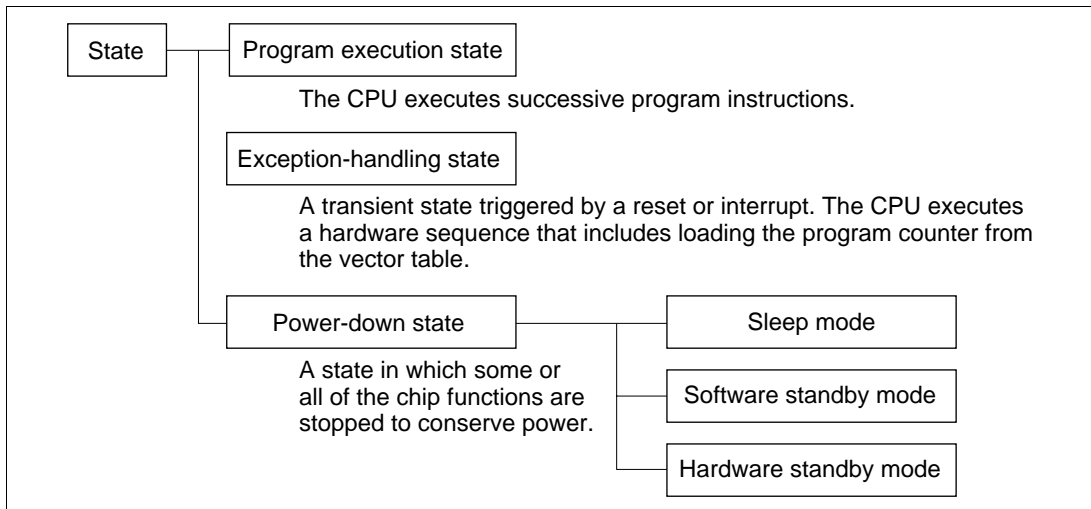 State
Program execution state
The CPU executes successive program instructions.
Exception-handling state
A transient state triggered by a reset or interrupt. The CPU executes
a hardware sequence that includes loading the program counter from
the vector table.
Power-down state
A state in which some or
all of the chip functions are
stopped to conserve power.
Sleep mode
Software standby mode
Hardware standby mode